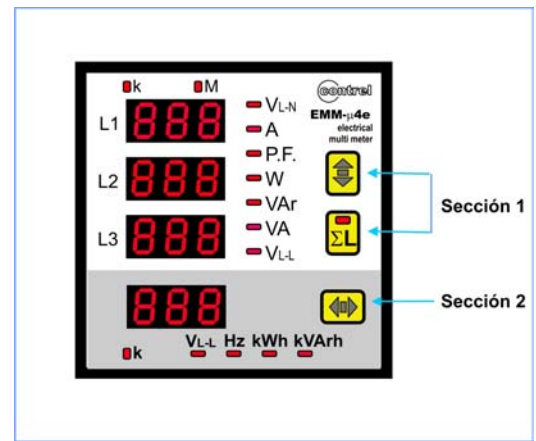 k M
contrel
EMM-μ4e
electrical
multi meter
L1 888
L2 888
L3 888
VL-N
A
P.F.
W
VAr
VA
VL-L
ΣL
Sección 1
888
Sección 2
k
VL-L Hz kWh kVArh